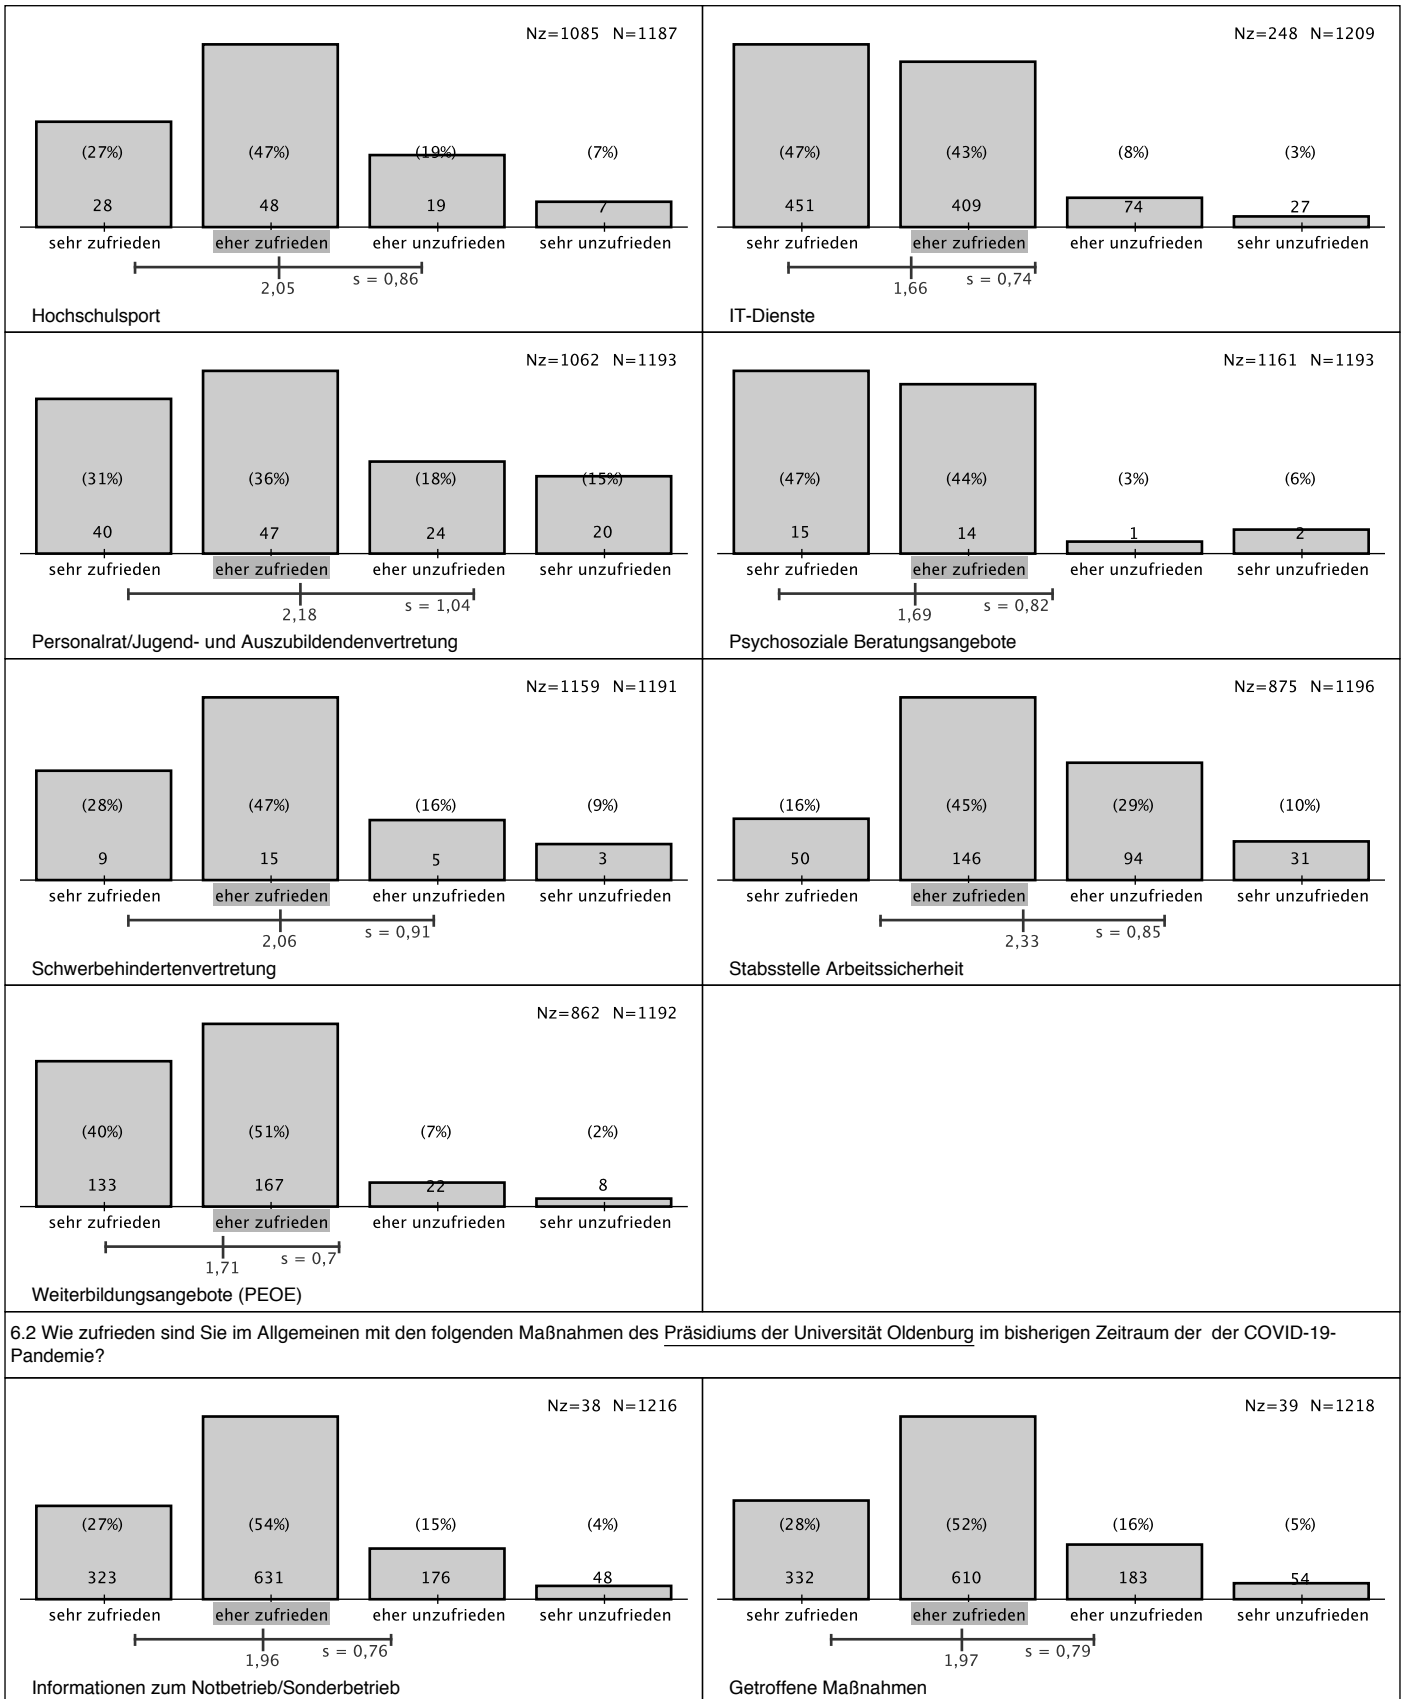 Nz=1085 N=1187
(27%) (47%) (19%) (7%)
28 48 19 7
sehr zufrieden eher zufrieden eher unzufrieden sehr unzufrieden
s = 0,86
2,05
Hochschulsport
Nz=248 N=1209
(47%) (43%) (8%) (3%)
451 409 74 27
sehr zufrieden eher zufrieden eher unzufrieden sehr unzufrieden
s = 0,74
1,66
IT-Dienste
Nz=1062 N=1193
(31%) (36%) (18%) (15%)
40 47 24 20
sehr zufrieden eher zufrieden eher unzufrieden sehr unzufrieden
s = 1,04
2,18
Personalrat/Jugend- und Auszubildendenvertretung
Nz=1161 N=1193
(47%) (44%) (3%) (6%)
15 14 1 2
sehr zufrieden eher zufrieden eher unzufrieden sehr unzufrieden
s = 0,82
1,69
Psychosoziale Beratungsangebote
Nz=1159 N=1191
(28%) (47%) (16%) (9%)
9 15 5 3
sehr zufrieden eher zufrieden eher unzufrieden sehr unzufrieden
s = 0,91
2,06
Schwerbehindertenvertretung
Nz=875 N=1196
(16%) (45%) (29%) (10%)
50 146 94 31
sehr zufrieden eher zufrieden eher unzufrieden sehr unzufrieden
s = 0,85
2,33
Stabsstelle Arbeitssicherheit
Nz=862 N=1192
(40%) (51%) (7%) (2%)
133 167 22 8
sehr zufrieden eher zufrieden eher unzufrieden sehr unzufrieden
s = 0,7
1,71
Weiterbildungsangebote (PEOE)
6.2 Wie zufrieden sind Sie im Allgemeinen mit den folgenden Maßnahmen des Präsidiums der Universität Oldenburg im bisherigen Zeitraum der der COVID-19-
Pandemie?
Nz=38 N=1216
(27%) (54%) (15%) (4%)
323 631 176 48
sehr zufrieden eher zufrieden eher unzufrieden sehr unzufrieden
s = 0,76
1,96
Informationen zum Notbetrieb/Sonderbetrieb
Nz=39 N=1218
(28%) (52%) (16%) (5%)
332 610 183 54
sehr zufrieden eher zufrieden eher unzufrieden sehr unzufrieden
s = 0,79
1,97
Getroffene Maßnahmen